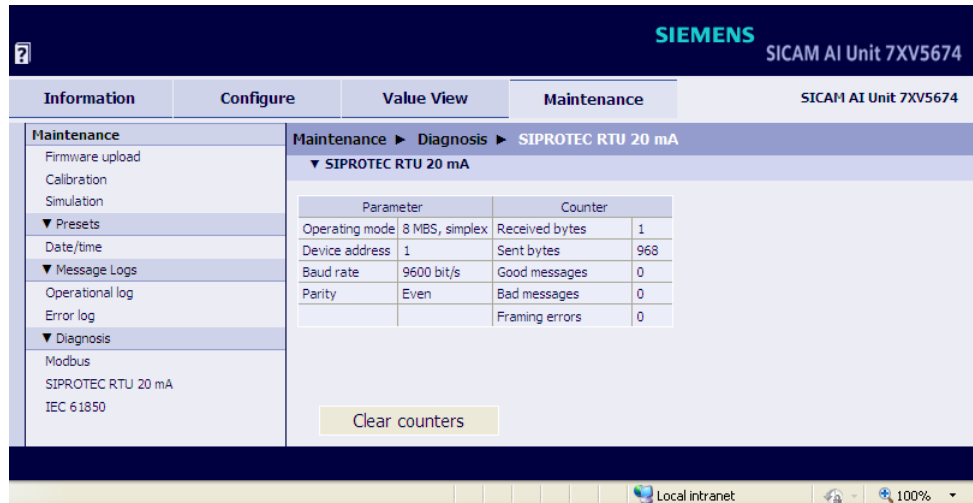 ?
SIEMENS
SICAM AI Unit 7XV5674
Information Configure Value View Maintenance SICAM AI Unit 7XV5674
Maintenance
Firmware upload
Calibration
Simulation
▼ Presets
Date/time
▼ Message Logs
Operational log
Error log
▼ Diagnosis
Modbus
SIPROTEC RTU 20 mA
IEC 61850
Maintenance ► Diagnosis ► SIPROTEC RTU 20 mA
▼ SIPROTEC RTU 20 mA
Parameter Counter
Operating mode 8 MBS, simplex Received bytes 1
Device address 1 Sent bytes 968
Baud rate 9600 bit/s Good messages 0
Parity Even Bad messages 0
Framing errors 0
Clear counters
Local intranet 100%